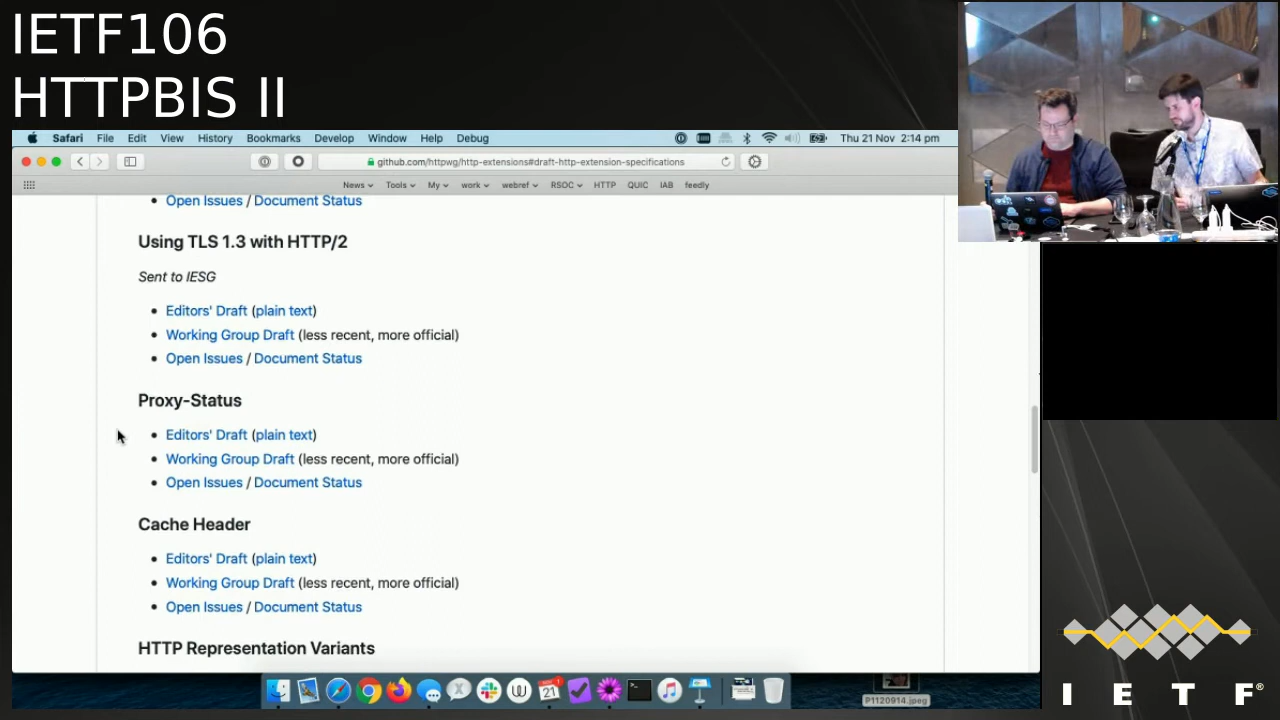 IETF106
HTTPBIS II
Safari File Edit View History Bookmarks Develop Window Help Debug Thu 21 Nov 2:14 pm
github.com/httpwg/http-extensions#draft-http-extension-specifications
News Tools My work webref RSOC HTTP QUIC IAB feedly
• Open Issues / Document Status
Using TLS 1.3 with HTTP/2
Sent to IESG
• Editors' Draft (plain text)
• Working Group Draft (less recent, more official)
• Open Issues / Document Status
Proxy-Status
• Editors' Draft (plain text)
• Working Group Draft (less recent, more official)
• Open Issues / Document Status
Cache Header
• Editors' Draft (plain text)
• Working Group Draft (less recent, more official)
• Open Issues / Document Status
HTTP Representation Variants
21
P1120914.jpeg
I E T F®